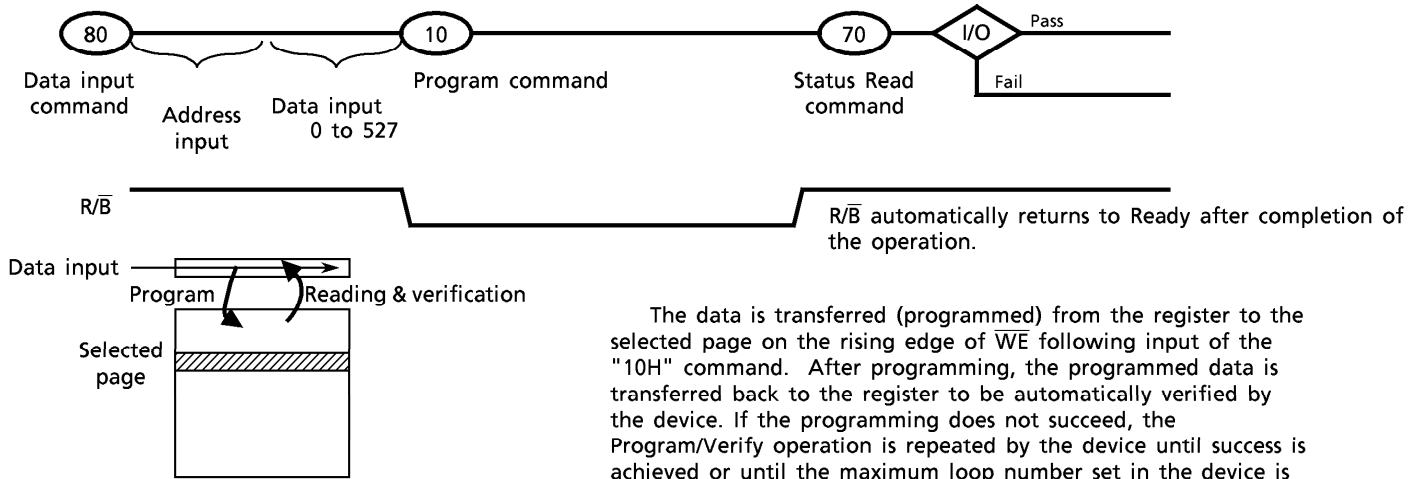 80
10
70
I/O
Pass
Fail
Data input
command
Address
input
Data input
0 to 527
Program command
Status Read
command
R/B̅
R/B̅ automatically returns to Ready after completion of
the operation.
Data input
Program
Reading & verification
Selected
page
The data is transferred (programmed) from the register to the
selected page on the rising edge of W̅E̅ following input of the
"10H" command. After programming, the programmed data is
transferred back to the register to be automatically verified by
the device. If the programming does not succeed, the
Program/Verify operation is repeated by the device until success is
achieved or until the maximum loop number set in the device is